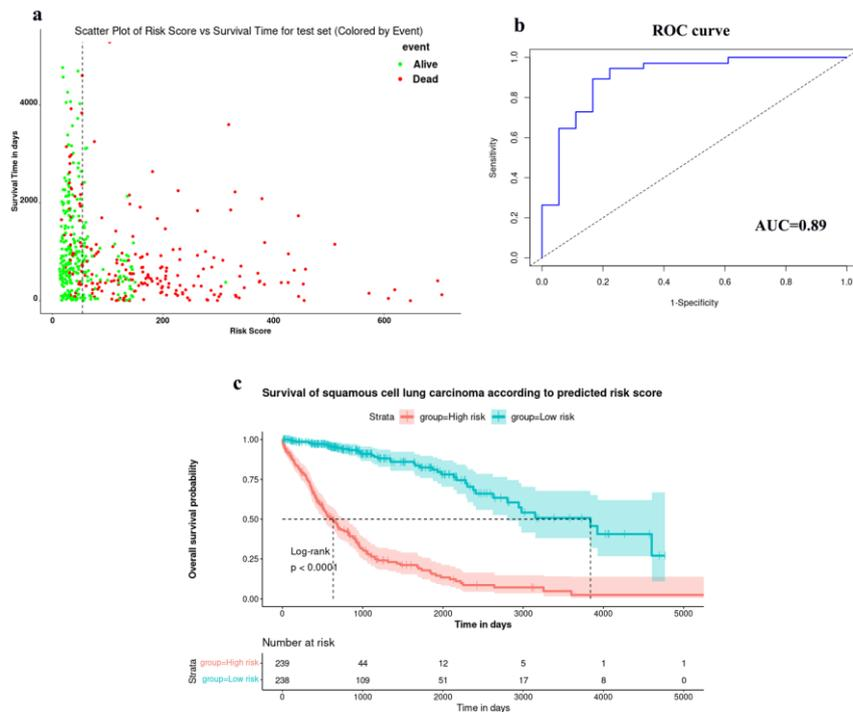 a
Scatter Plot of Risk Score vs Survival Time for test set (Colored by Event)
event
Alive
Dead
Survival Time in days
4000
2000
0
0 200 400 600
Risk Score
b
ROC curve
Sensitivity
1.0
0.8
0.6
0.4
0.2
0.0
AUC=0.89
0.0 0.2 0.4 0.6 0.8 1.0
1-Specificity
c
Survival of squamous cell lung carcinoma according to predicted risk score
Strata group=High risk group=Low risk
Overall survival probability
1.00
0.75
0.50
0.25
0.00
Log-rank
p < 0.0001
0 1000 2000 3000 4000 5000
Time in days
Number at risk
Strata
group=High risk 239 44 12 5 1 1
group=Low risk 238 109 51 17 8 0
0 1000 2000 3000 4000 5000
Time in days